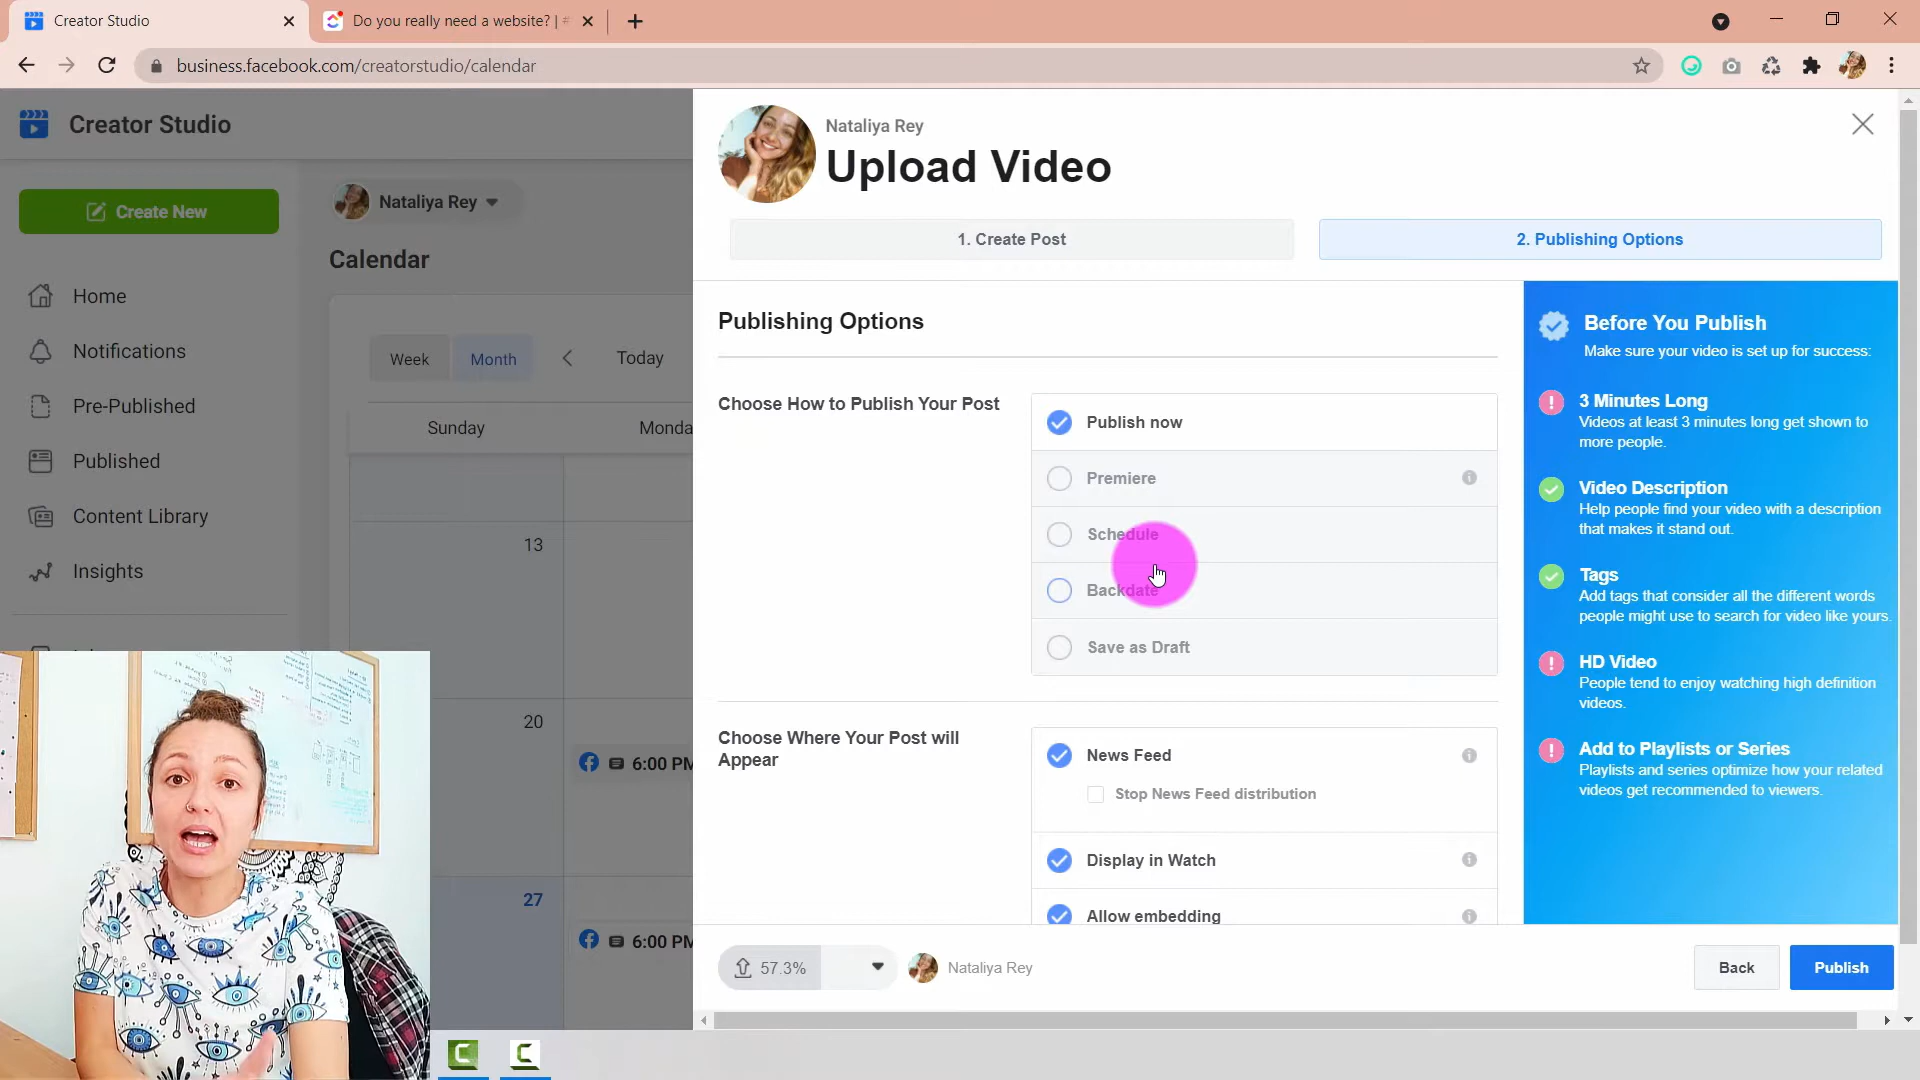 Creator Studio
Do you really need a website? | #
business.facebook.com/creatorstudio/calendar
Creator Studio
Create New
Home
Notifications
Pre-Published
Published
Content Library
Insights
Nataliya Rey
Calendar
Week
Month
Today
Sunday
Monda
13
20
6:00 PM
27
6:00 PM
Nataliya Rey
Upload Video
1. Create Post
2. Publishing Options
Publishing Options
Choose How to Publish Your Post
Publish now
Premiere
Schedule
Backdate
Save as Draft
Choose Where Your Post will
Appear
News Feed
Stop News Feed distribution
Display in Watch
Allow embedding
Before You Publish
Make sure your video is set up for success:
3 Minutes Long
Videos at least 3 minutes long get shown to
more people.
Video Description
Help people find your video with a description
that makes it stand out.
Tags
Add tags that consider all the different words
people might use to search for video like yours.
HD Video
People tend to enjoy watching high definition
videos.
Add to Playlists or Series
Playlists and series optimize how your related
videos get recommended to viewers.
57.3%
Nataliya Rey
Back
Publish